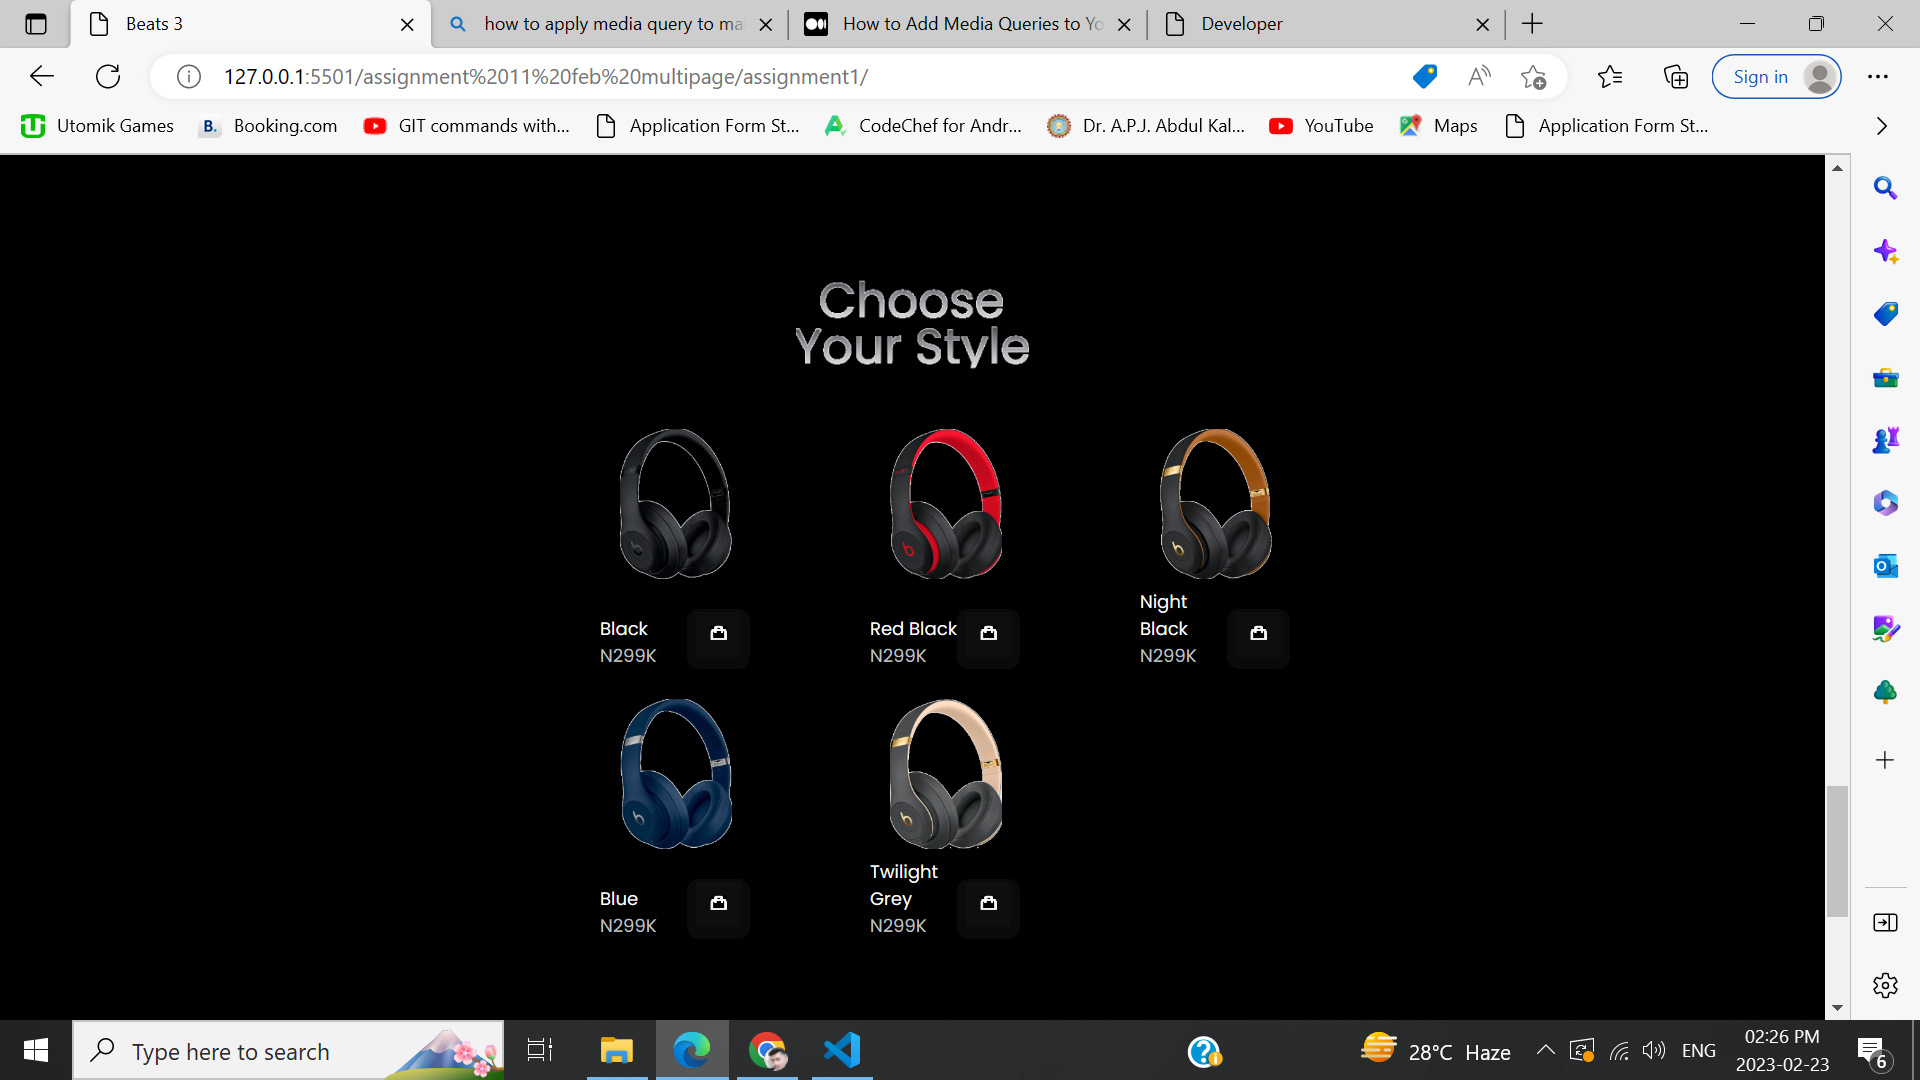 Beats 3
how to apply media query to mal
How to Add Media Queries to Yo
Developer
127.0.0.1:5501/assignment%2011%20feb%20multipage/assignment1/
Sign in
Utomik Games
Booking.com
GIT commands with...
Application Form St...
CodeChef for Andr...
Dr. A.P.J. Abdul Kal...
YouTube
Maps
Application Form St...
Choose
Your Style
Black
N299K
Red Black
N299K
Night
Black
N299K
Blue
N299K
Twilight
Grey
N299K
Type here to search
28°C Haze
ENG
02:26 PM
2023-02-23
6